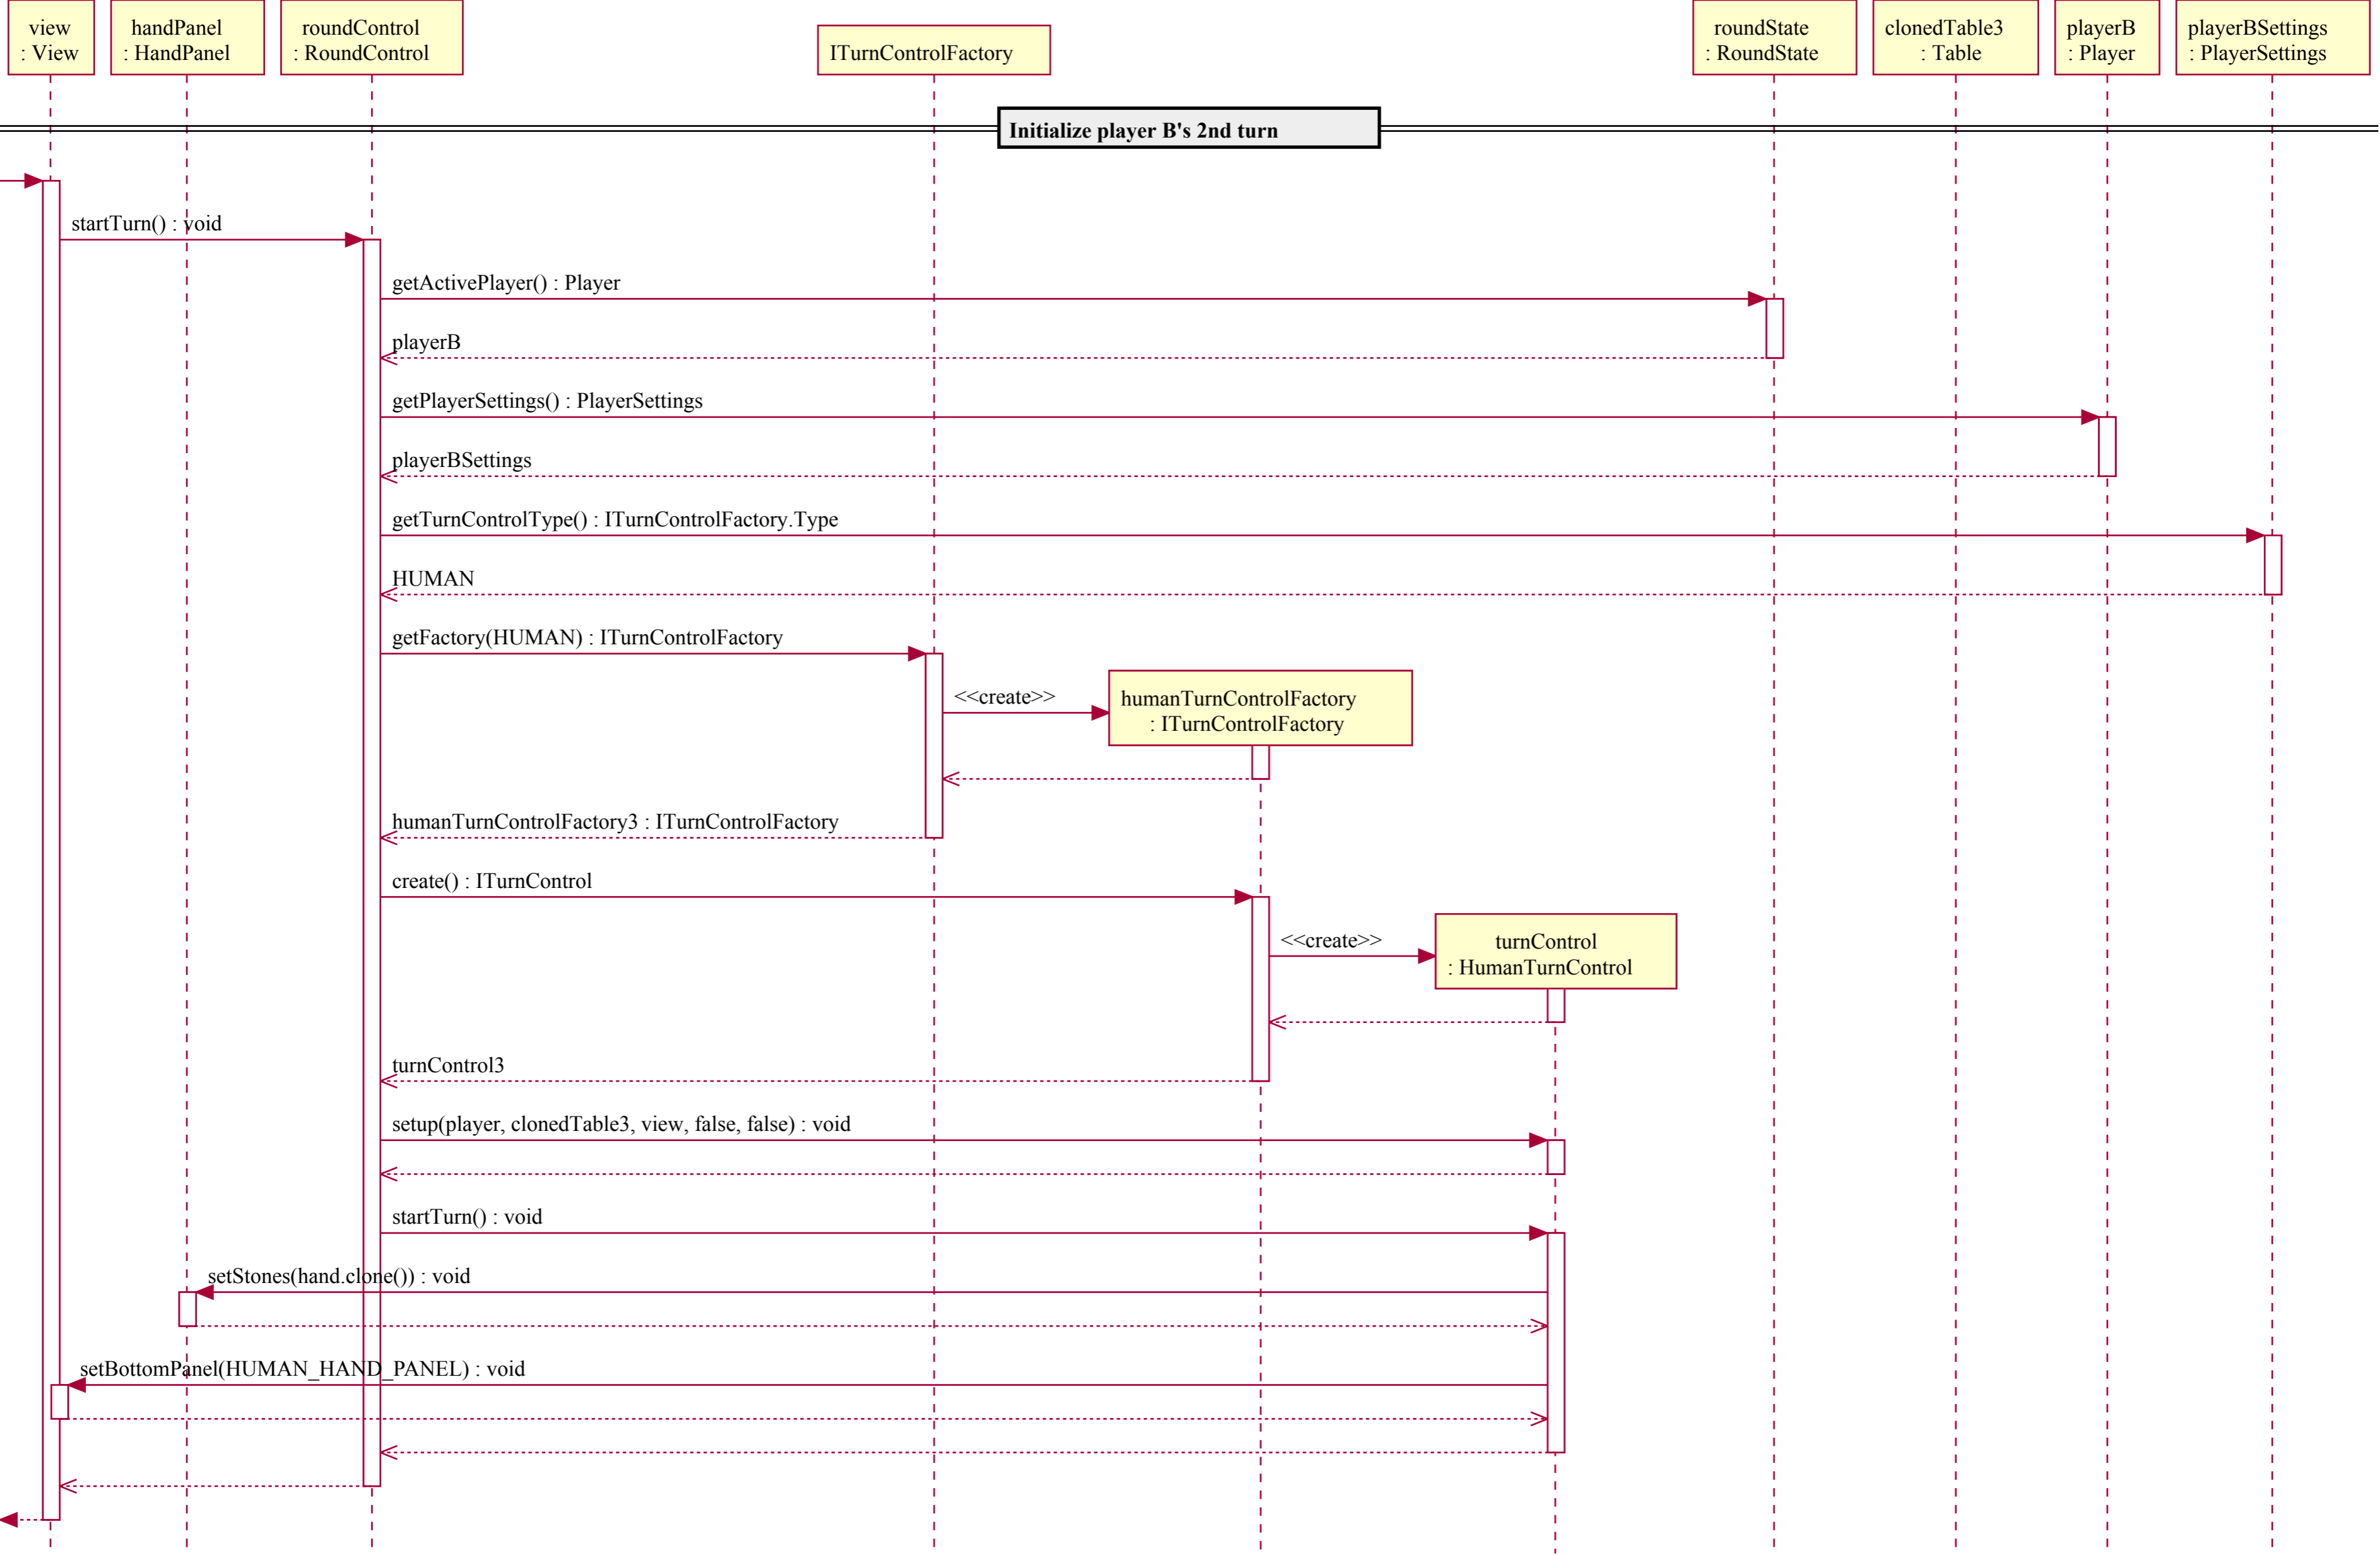 view
: View
handPanel
: HandPanel
roundControl
: RoundControl
ITurnControlFactory
roundState
: RoundState
clonedTable3
: Table
playerB
: Player
playerBSettings
: PlayerSettings
Initialize player B's 2nd turn
startTurn() : void
getActivePlayer() : Player
playerB
getPlayerSettings() : PlayerSettings
playerBSettings
getTurnControlType() : ITurnControlFactory.Type
HUMAN
getFactory(HUMAN) : ITurnControlFactory
<<create>>
humanTurnControlFactory
: ITurnControlFactory
humanTurnControlFactory3 : ITurnControlFactory
create() : ITurnControl
<<create>>
turnControl
: HumanTurnControl
turnControl3
setup(player, clonedTable3, view, false, false) : void
startTurn() : void
setStones(hand.clone()) : void
setBottomPanel(HUMAN_HAND_PANEL) : void